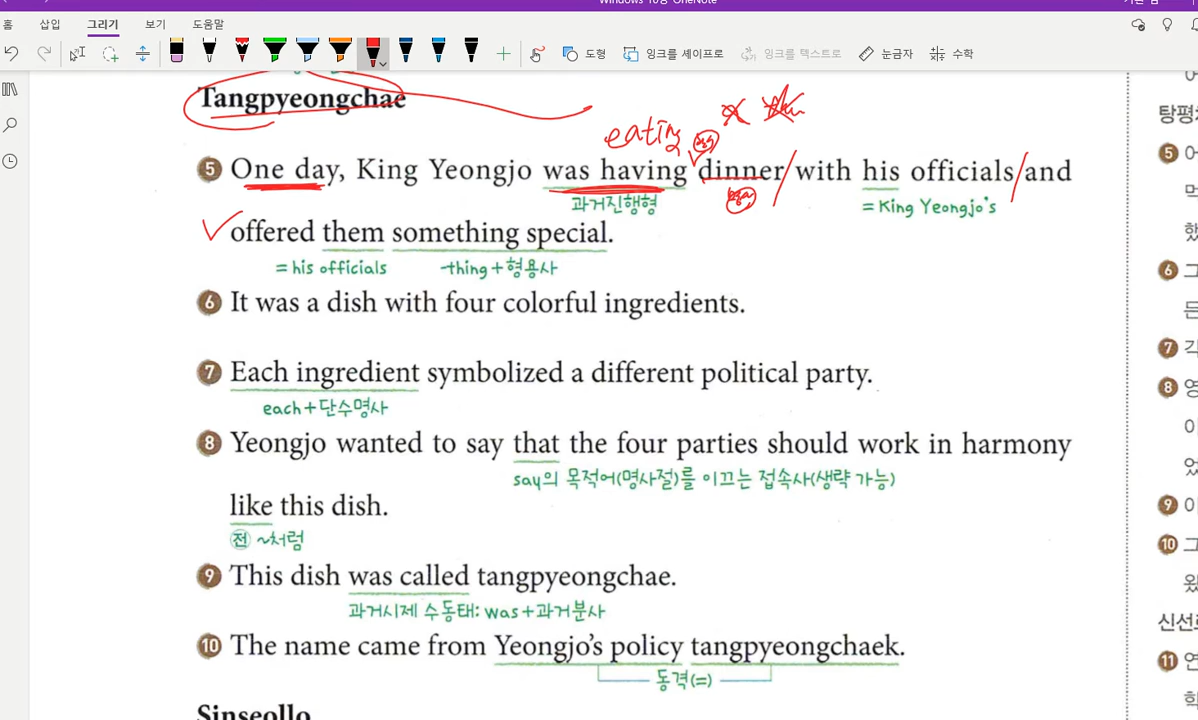 Windows 10용 OneNote
홈 삽입 그리기 보기 도움말
도형 잉크를 셰이프로 잉크를 텍스트로 눈금자 수학
Tangpyeongchae
탕평
eating
⑤ One day, King Yeongjo was having dinner/with his officials/and
과거진행형
= King Yeongjo's
offered them something special.
= his officials -thing + 형용사
⑥ It was a dish with four colorful ingredients.
⑦ Each ingredient symbolized a different political party.
each + 단수명사
⑧ Yeongjo wanted to say that the four parties should work in harmony
say의 목적어(명사절)를 이끄는 접속사(생략 가능)
like this dish.
전 ~처럼
⑨ This dish was called tangpyeongchae.
과거시제 수동태: was + 과거분사
⑩ The name came from Yeongjo's policy tangpyeongchaek.
동격(=)
신선로
Sinseollo